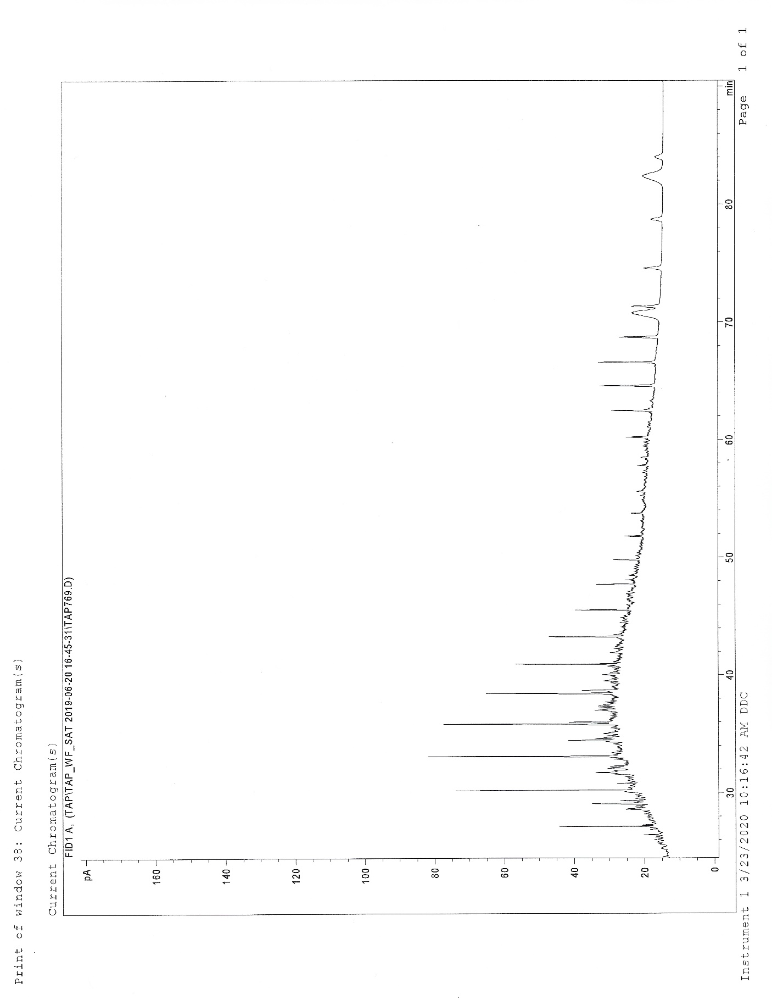 Print of window 38: Current Chromatogram(s)
Current Chromatogram(s)
FID1 A, (TAP\TAP_WF_SAT 2019-06-20 16-45-31\TAP769.D)
pA
160
140
120
100
80
60
40
20
0
30
40
50
60
70
80
min
Instrument 1 3/23/2020 10:16:42 AM DDC
Page 1 of 1